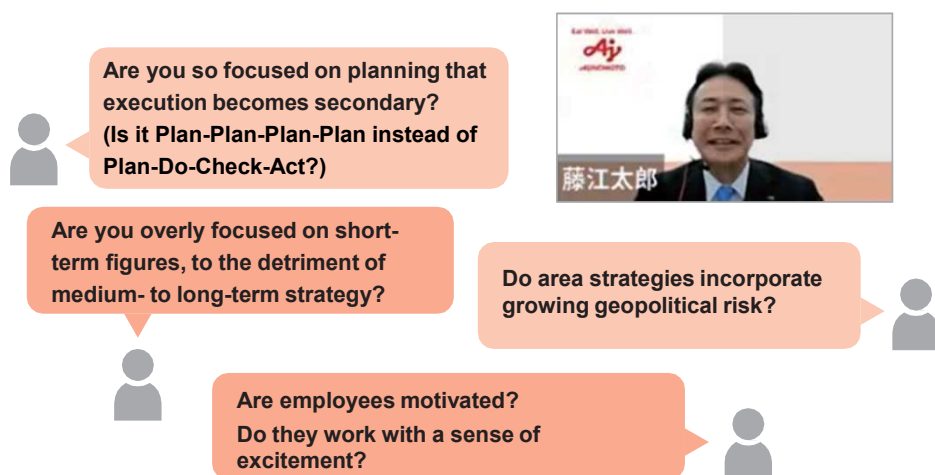 Are you so focused on planning that
execution becomes secondary?
(Is it Plan-Plan-Plan-Plan instead of
Plan-Do-Check-Act?)
Eat Well, Live Well.
Aj
AJINOMOTO
藤江太郎
Are you overly focused on short-
term figures, to the detriment of
medium- to long-term strategy?
Do area strategies incorporate
growing geopolitical risk?
Are employees motivated?
Do they work with a sense of
excitement?